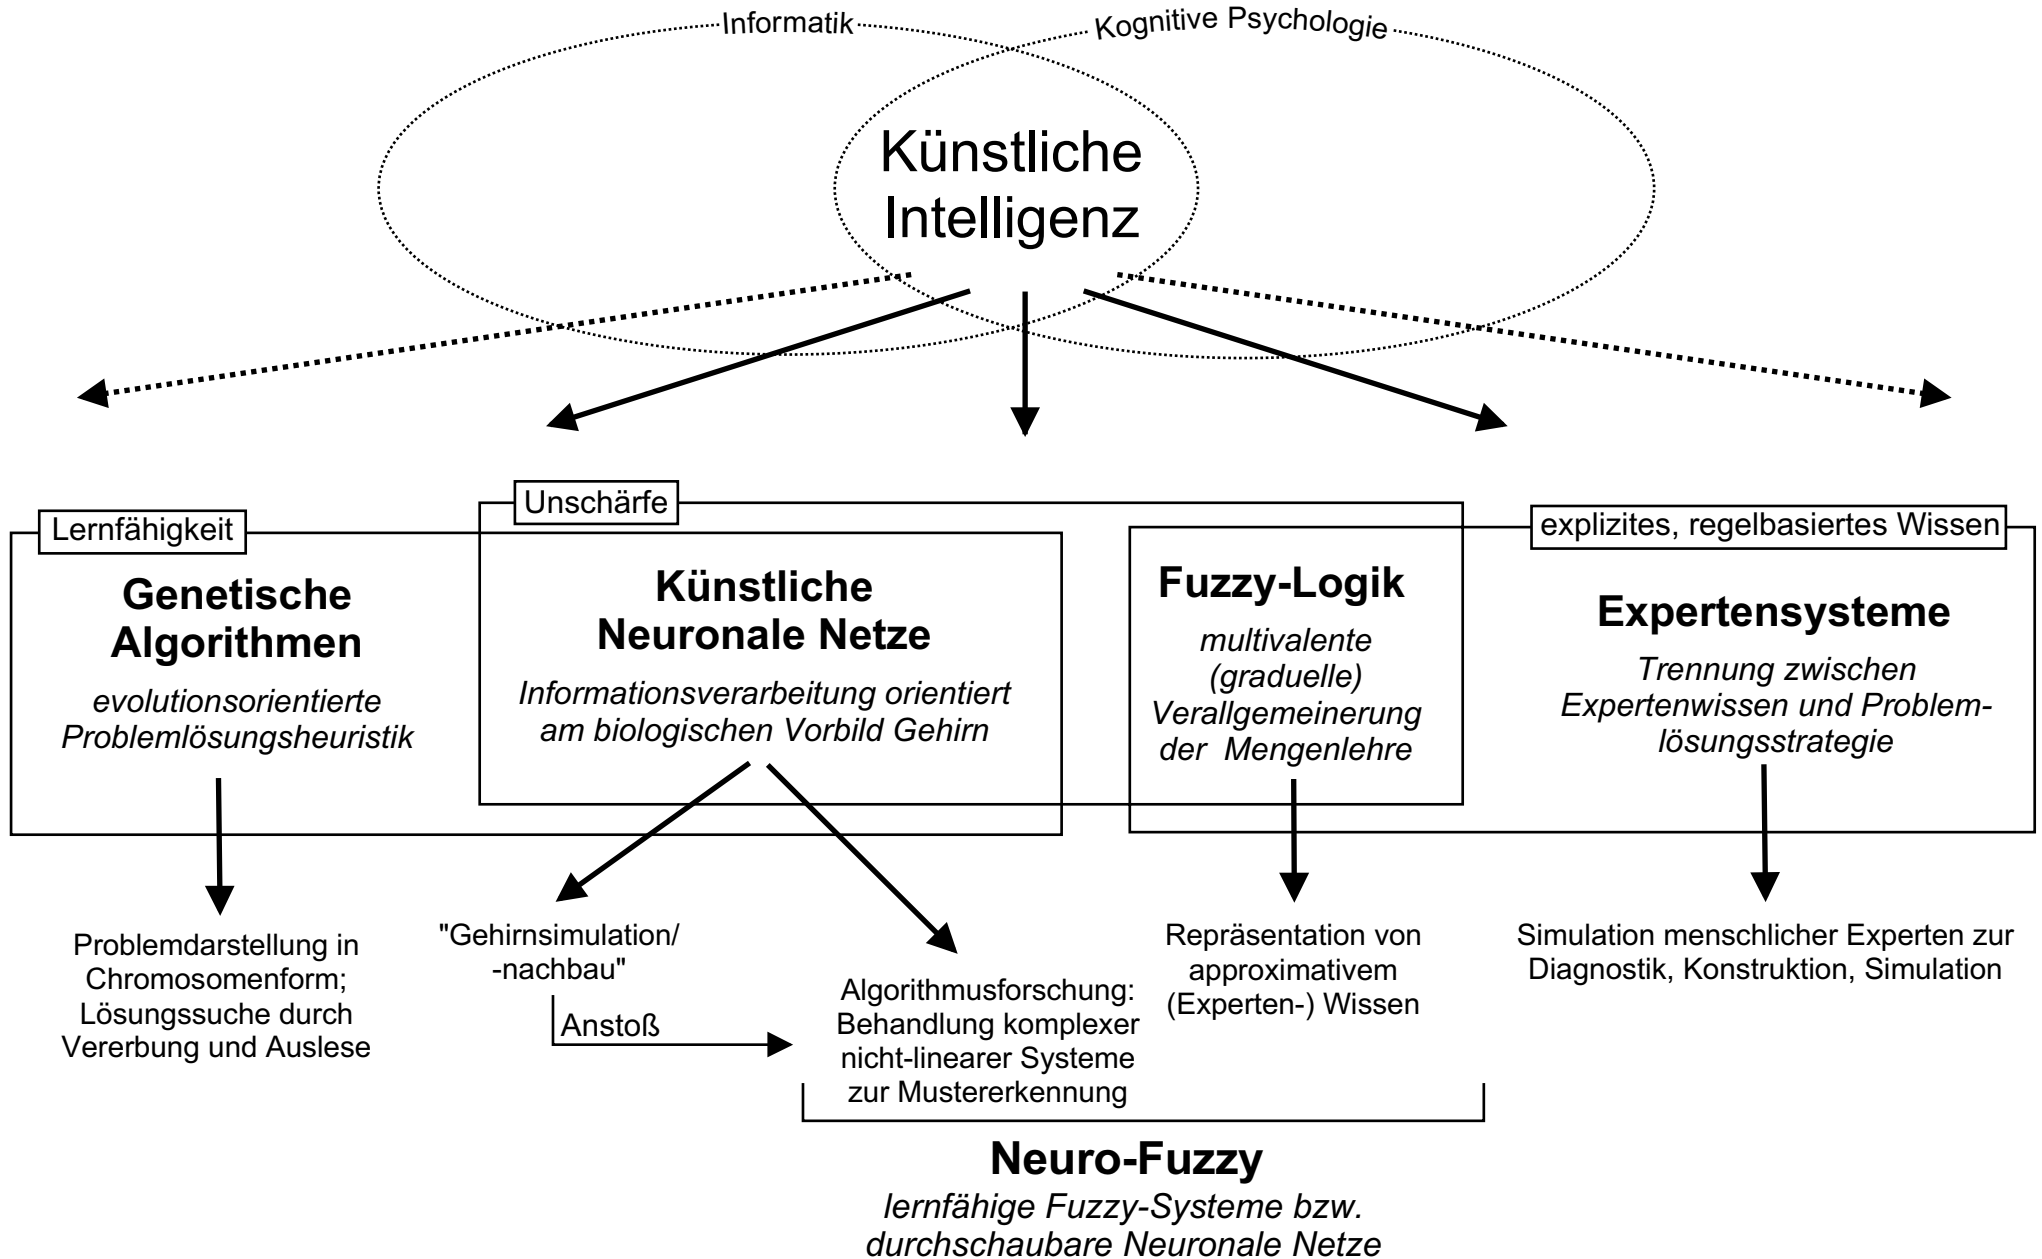 Informatik
Kognitive Psychologie
Künstliche
Intelligenz
Lernfähigkeit
Unschärfe
explizites, regelbasiertes Wissen
Genetische
Algorithmen
evolutionsorientierte
Problemlösungsheuristik
Künstliche
Neuronale Netze
Informationsverarbeitung orientiert
am biologischen Vorbild Gehirn
Fuzzy-Logik
multivalente
(graduelle)
Verallgemeinerung
der Mengenlehre
Expertensysteme
Trennung zwischen
Expertenwissen und Problem-
lösungsstrategie
Problemdarstellung in
Chromosomenform;
Lösungssuche durch
Vererbung und Auslese
"Gehirnsimulation/
-nachbau"
Anstoß
Algorithmusforschung:
Behandlung komplexer
nicht-linearer Systeme
zur Mustererkennung
Repräsentation von
approximativem
(Experten-) Wissen
Simulation menschlicher Experten zur
Diagnostik, Konstruktion, Simulation
Neuro-Fuzzy
lernfähige Fuzzy-Systeme bzw.
durchschaubare Neuronale Netze